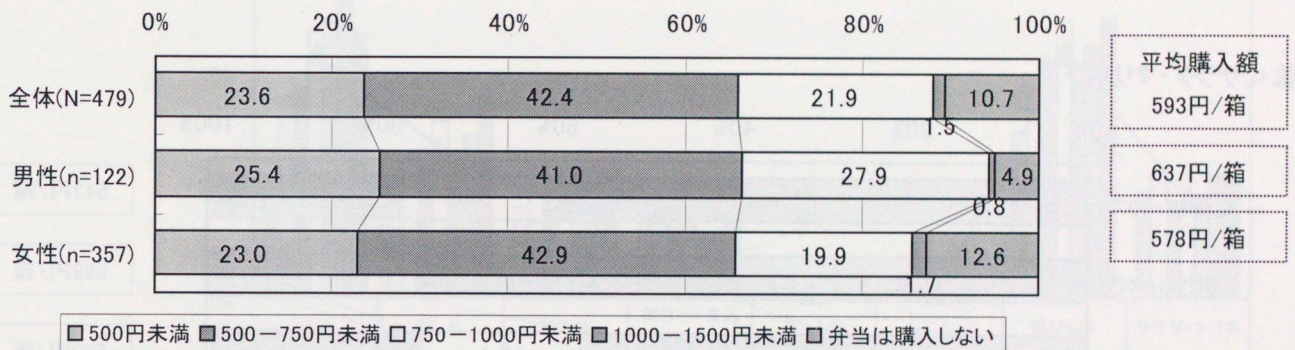 0% 20% 40% 60% 80% 100%
平均購入額
593円/箱
全体(N=479) 23.6 42.4 21.9 1.5 10.7
男性(n=122) 25.4 41.0 27.9 0.8 4.9
637円/箱
女性(n=357) 23.0 42.9 19.9 1.7 12.6
578円/箱
500円未満 500-750円未満 750-1000円未満 1000-1500円未満 弁当は購入しない